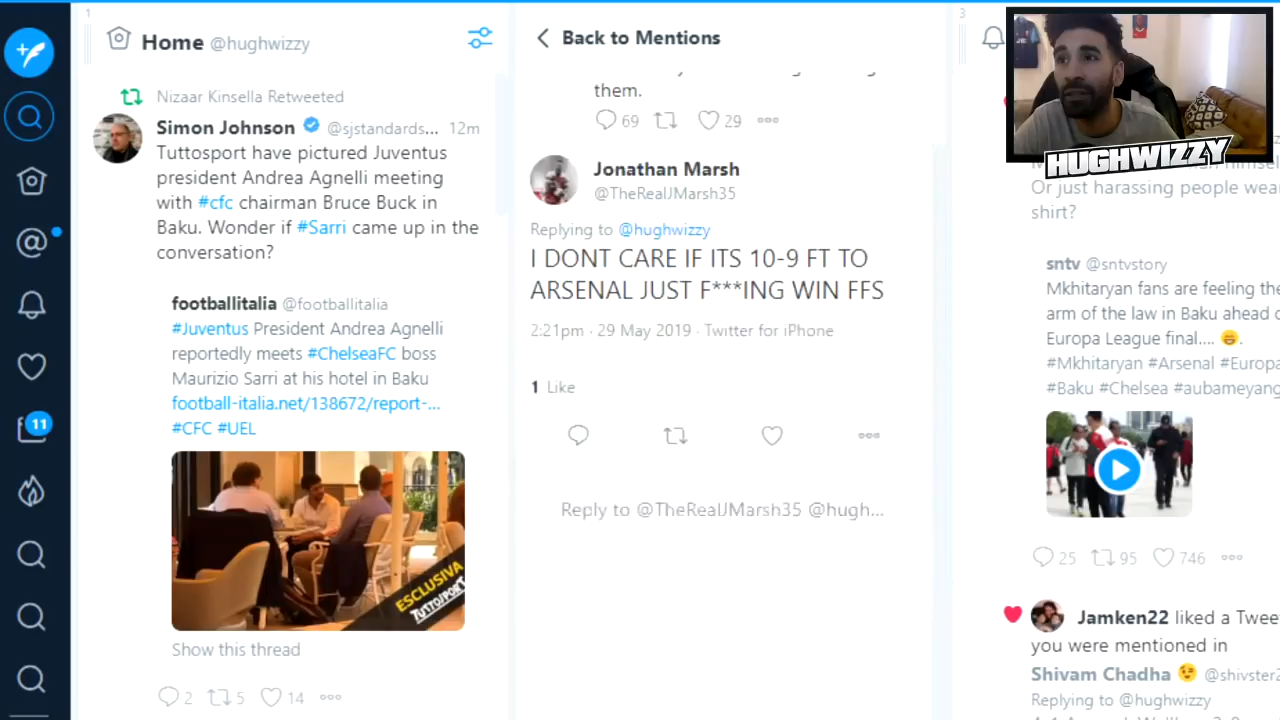 1
Home @hughwizzy
Nizaar Kinsella Retweeted
Simon Johnson @sjstandards... 12m
Tuttosport have pictured Juventus
president Andrea Agnelli meeting
with #cfc chairman Bruce Buck in
Baku. Wonder if #Sarri came up in the
conversation?
footballitalia @footballitalia
#Juventus President Andrea Agnelli
reportedly meets #ChelseaFC boss
Maurizio Sarri at his hotel in Baku
football-italia.net/138672/report-...
#CFC #UEL
ESCLUSIVA
TUTTOSPORT
Show this thread
2 5 14
11
Back to Mentions
them.
69 29
Jonathan Marsh
@TheRealJMarsh35
Replying to @hughwizzy
I DONT CARE IF ITS 10-9 FT TO
ARSENAL JUST F***ING WIN FFS
2:21pm · 29 May 2019 · Twitter for iPhone
1 Like
Reply to @TheRealJMarsh35 @hugh...
3
HUGHWIZZY
Or just harassing people wea
shirt?
sntv @sntvstory
Mkhitaryan fans are feeling the
arm of the law in Baku ahead o
Europa League final....
#Mkhitaryan #Arsenal #Europa
#Baku #Chelsea #aubameyang
25 95 746
Jamken22 liked a Twee
you were mentioned in
Shivam Chadha @shivster2
Replying to @hughwizzy